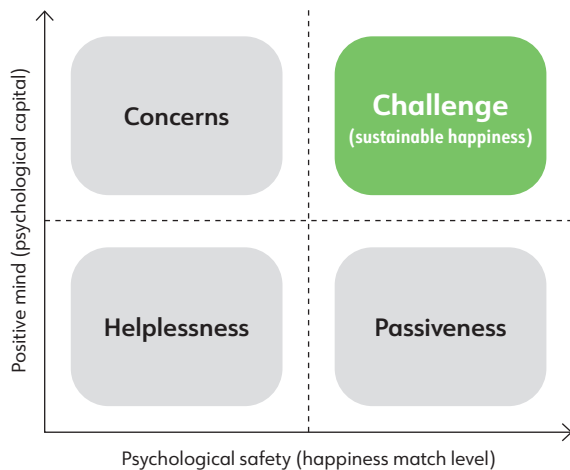 Positive mind (psychological capital)
Concerns
Challenge
(sustainable happiness)
Helplessness
Passiveness
Psychological safety (happiness match level)